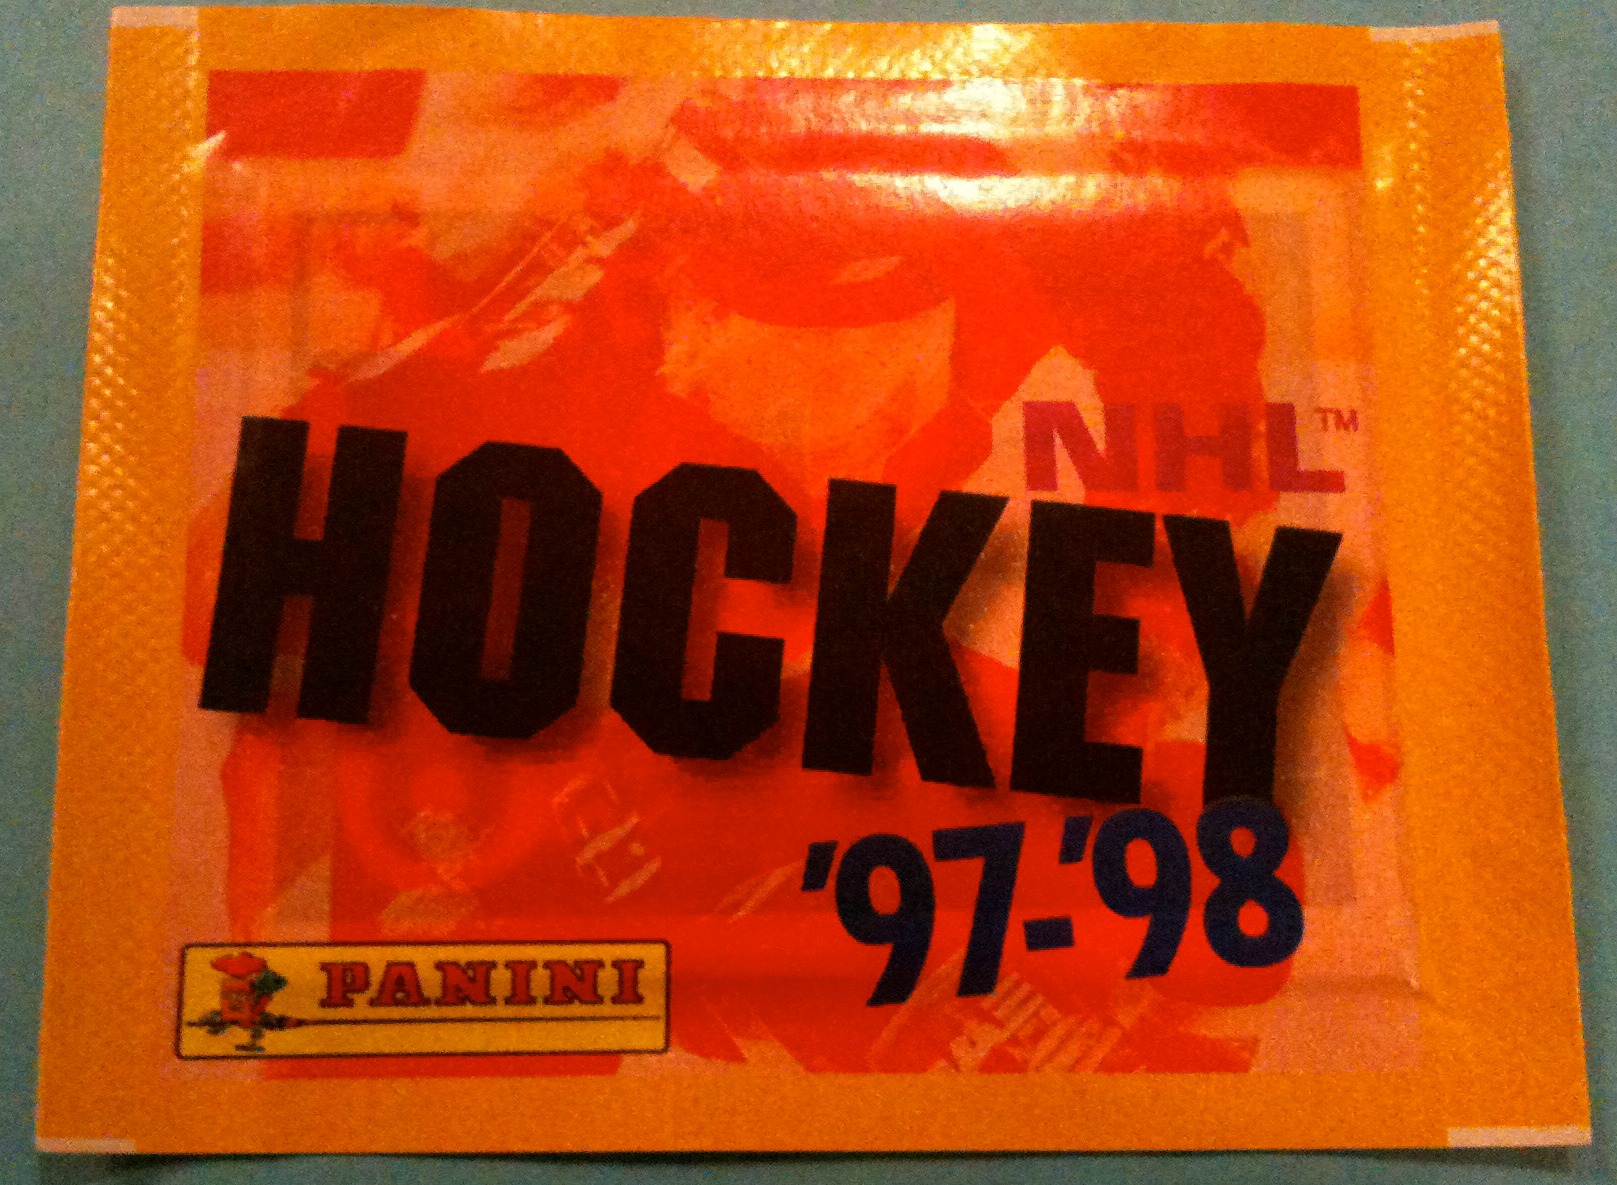 NHL™
HOCKEY
'97-'98
PANINI